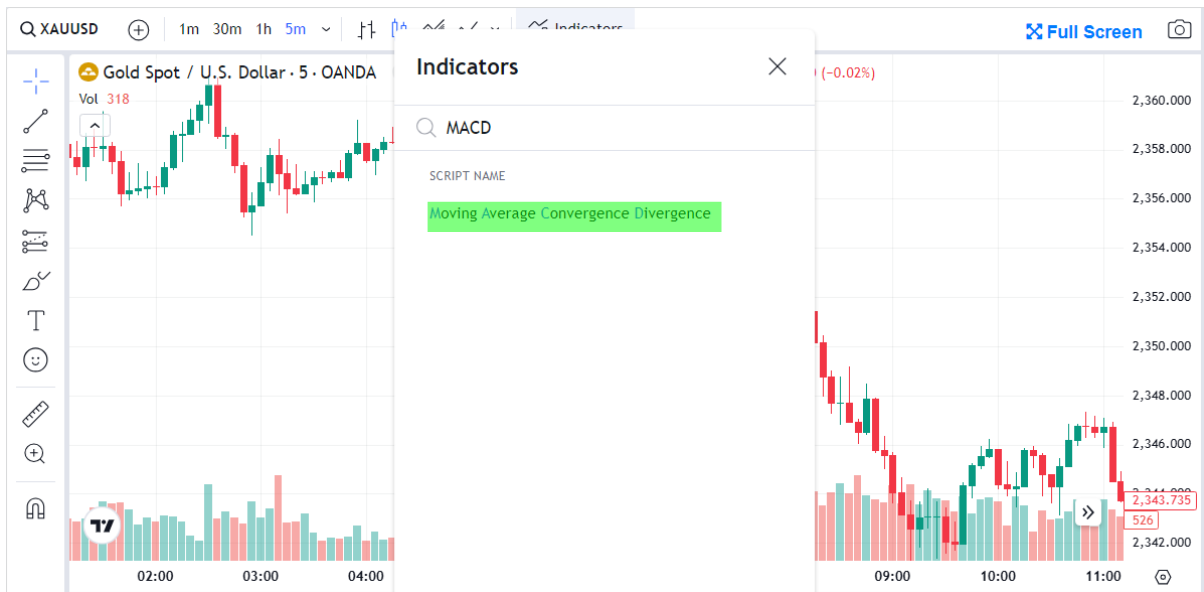 XAUUSD 1m 30m 1h 5m Indicators Full Screen
Gold Spot / U.S. Dollar · 5 · OANDA (−0.02%)
Vol 318
Indicators
MACD
SCRIPT NAME
Moving Average Convergence Divergence
2,360.000
2,358.000
2,356.000
2,354.000
2,352.000
2,350.000
2,348.000
2,346.000
2,344.000
2,343.735
526
2,342.000
02:00 03:00 04:00 09:00 10:00 11:00